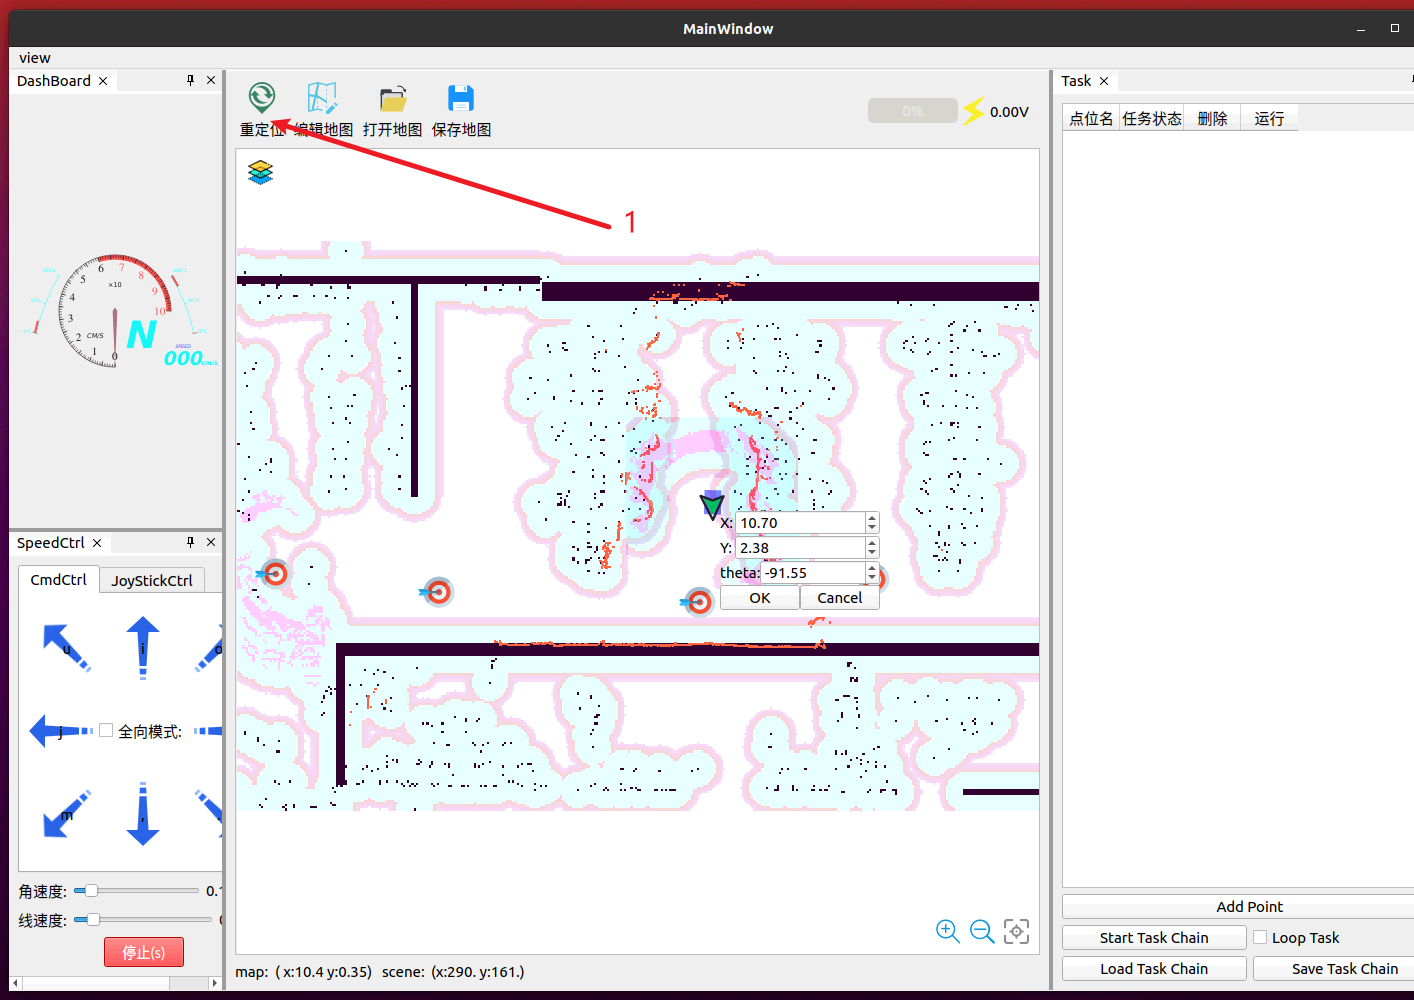 MainWindow
view
DashBoard
重定位
编辑地图
打开地图
保存地图
0%
0.00V
Task
点位名
任务状态
删除
运行
1
0
1
2
3
4
5
6
7
8
9
10
×10
CM/S
N
SPEED
000
cm/s
X: 10.70
Y: 2.38
theta: -91.55
OK
Cancel
SpeedCtrl
CmdCtrl
JoyStickCtrl
u
i
o
j
全向模式:
m
,
.
角速度:
线速度:
停止(s)
map: ( x:10.4 y:0.35) scene: (x:290. y:161.)
Add Point
Start Task Chain
Loop Task
Load Task Chain
Save Task Chain